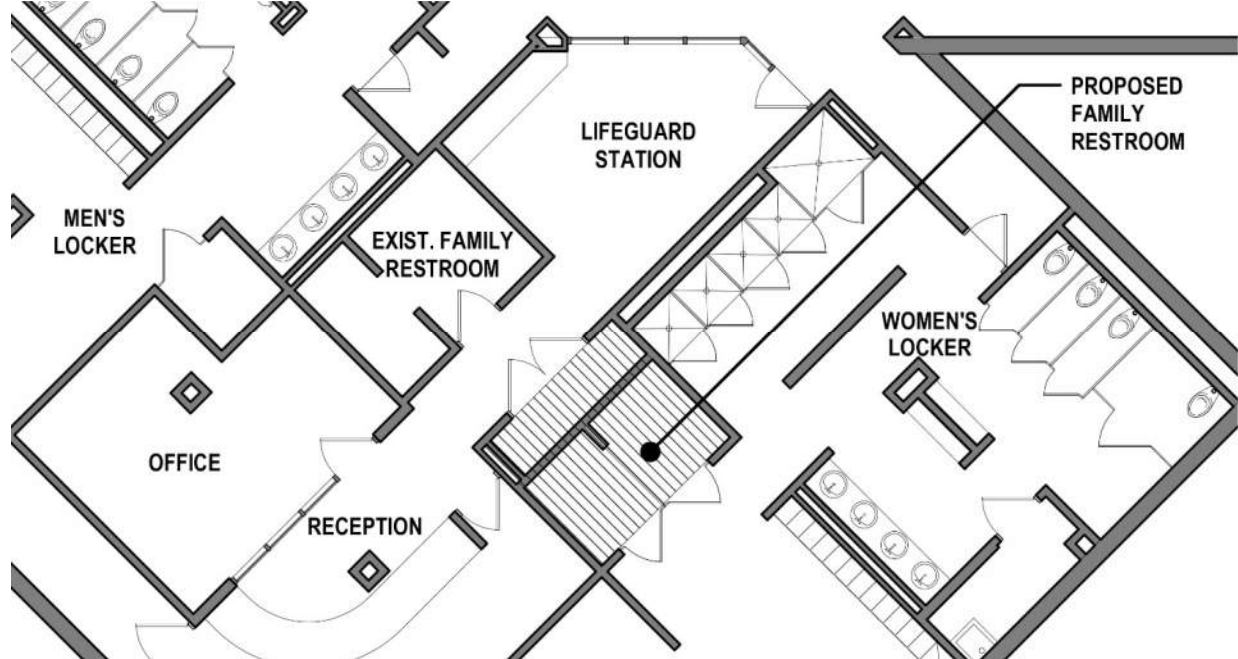 PROPOSED
FAMILY
RESTROOM
LIFEGUARD
STATION
MEN'S
LOCKER
EXIST. FAMILY
RESTROOM
WOMEN'S
LOCKER
OFFICE
RECEPTION